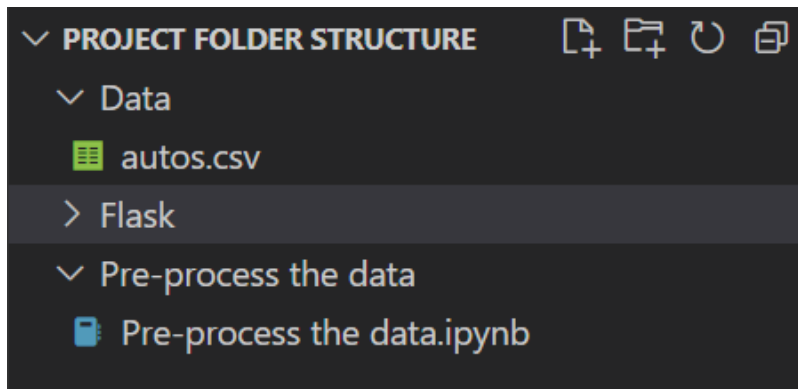 PROJECT FOLDER STRUCTURE
Data
autos.csv
Flask
Pre-process the data
Pre-process the data.ipynb